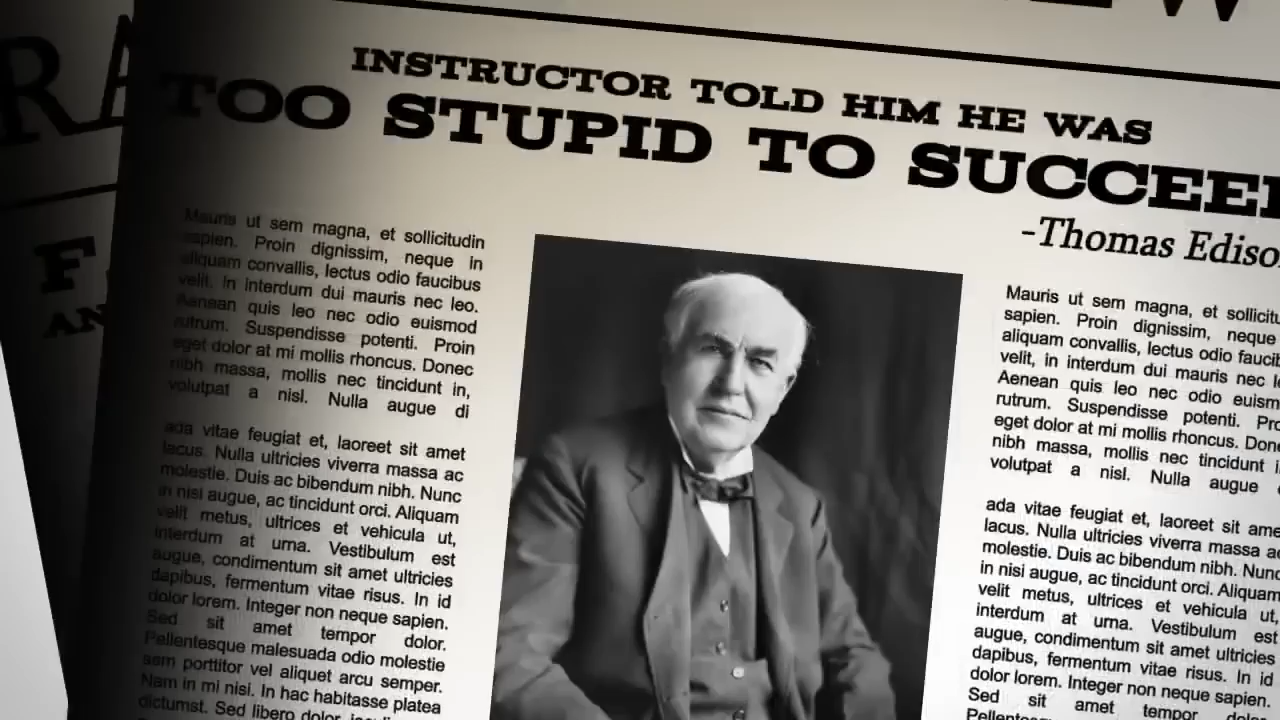 INSTRUCTOR TOLD HIM HE WAS
TOO STUPID TO SUCCEE
-Thomas Ediso
Mauris ut sem magna, et sollicitudin
sapien. Proin dignissim, neque in
aliquam convallis, lectus odio faucibus
velit, in interdum dui mauris nec leo.
Aenean quis leo nec odio euismod
rutrum. Suspendisse potenti. Proin
eget dolor at mi mollis rhoncus. Donec
nibh massa, mollis nec tincidunt in,
volutpat a nisl. Nulla augue di
ada vitae feugiat et, laoreet sit amet
lacus. Nulla ultricies viverra massa ac
molestie. Duis ac bibendum nibh. Nunc
in nisi augue, ac tincidunt orci. Aliquam
velit metus, ultrices et vehicula ut,
interdum at urna. Vestibulum est
augue, condimentum sit amet ultricies
dapibus, fermentum vitae risus. In id
dolor lorem. Integer non neque sapien.
Sed sit amet tempor dolor.
Pellentesque malesuada odio molestie
sem porttitor vel aliquet arcu semper.
Nam in mi nisi. In hac habitasse platea
dictumst. Sed libero dolor,
Mauris ut sem magna, et sollicitu
sapien. Proin dignissim, neque
aliquam convallis, lectus odio faucib
velit, in interdum dui mauris nec
Aenean quis leo nec odio euism
rutrum. Suspendisse potenti. Pro
eget dolor at mi mollis rhoncus. Done
nibh massa, mollis nec tincidunt
volutpat a nisl. Nulla augue
ada vitae feugiat et, laoreet sit ame
lacus. Nulla ultricies viverra massa a
molestie. Duis ac bibendum nibh. Nunc
in nisi augue, ac tincidunt orci. Aliquam
velit metus, ultrices et vehicula ut,
interdum at urna. Vestibulum est
augue, condimentum sit amet ultricies
dapibus, fermentum vitae risus. In id
dolor lorem. Integer non neque sapien.
Sed sit amet tempor dolor.